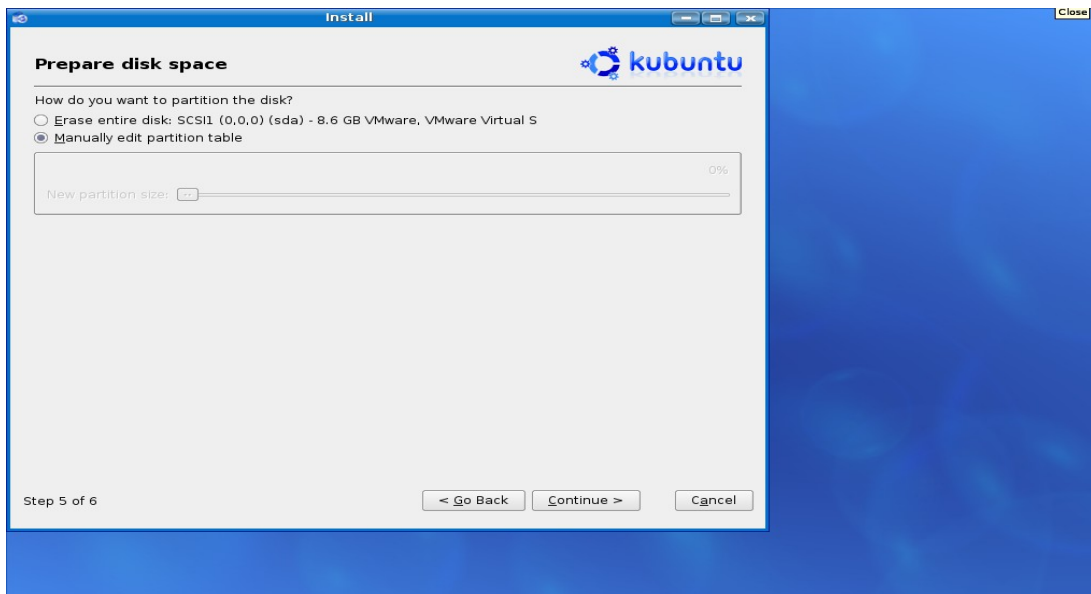 Install
Close
Prepare disk space
kubuntu
How do you want to partition the disk?
Erase entire disk: SCSI1 (0,0,0) (sda) - 8.6 GB VMware, VMware Virtual S
Manually edit partition table
0%
New partition size:
Step 5 of 6
< Go Back
Continue >
Cancel